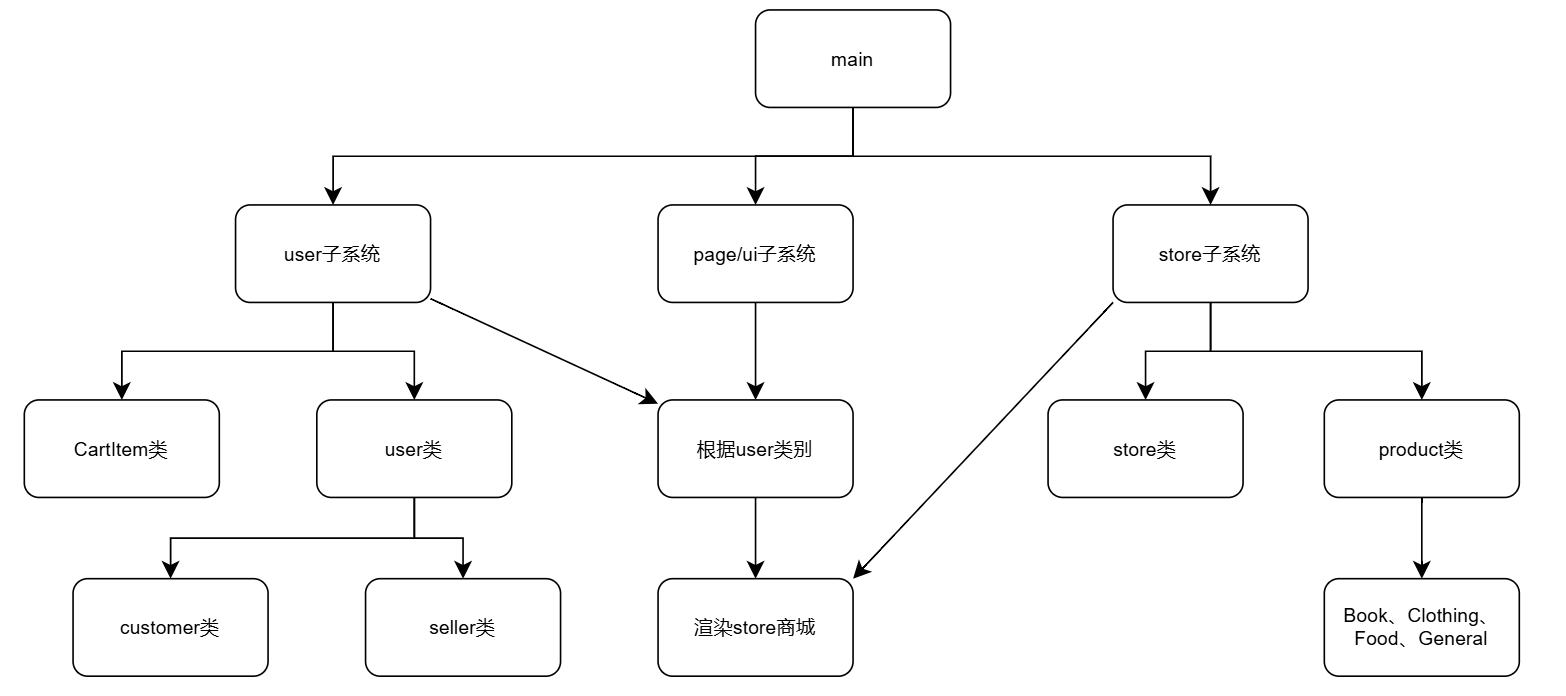 main
user子系统
page/ui子系统
store子系统
CartItem类
user类
根据user类别
store类
product类
customer类
seller类
渲染store商城
Book、Clothing、
Food、General